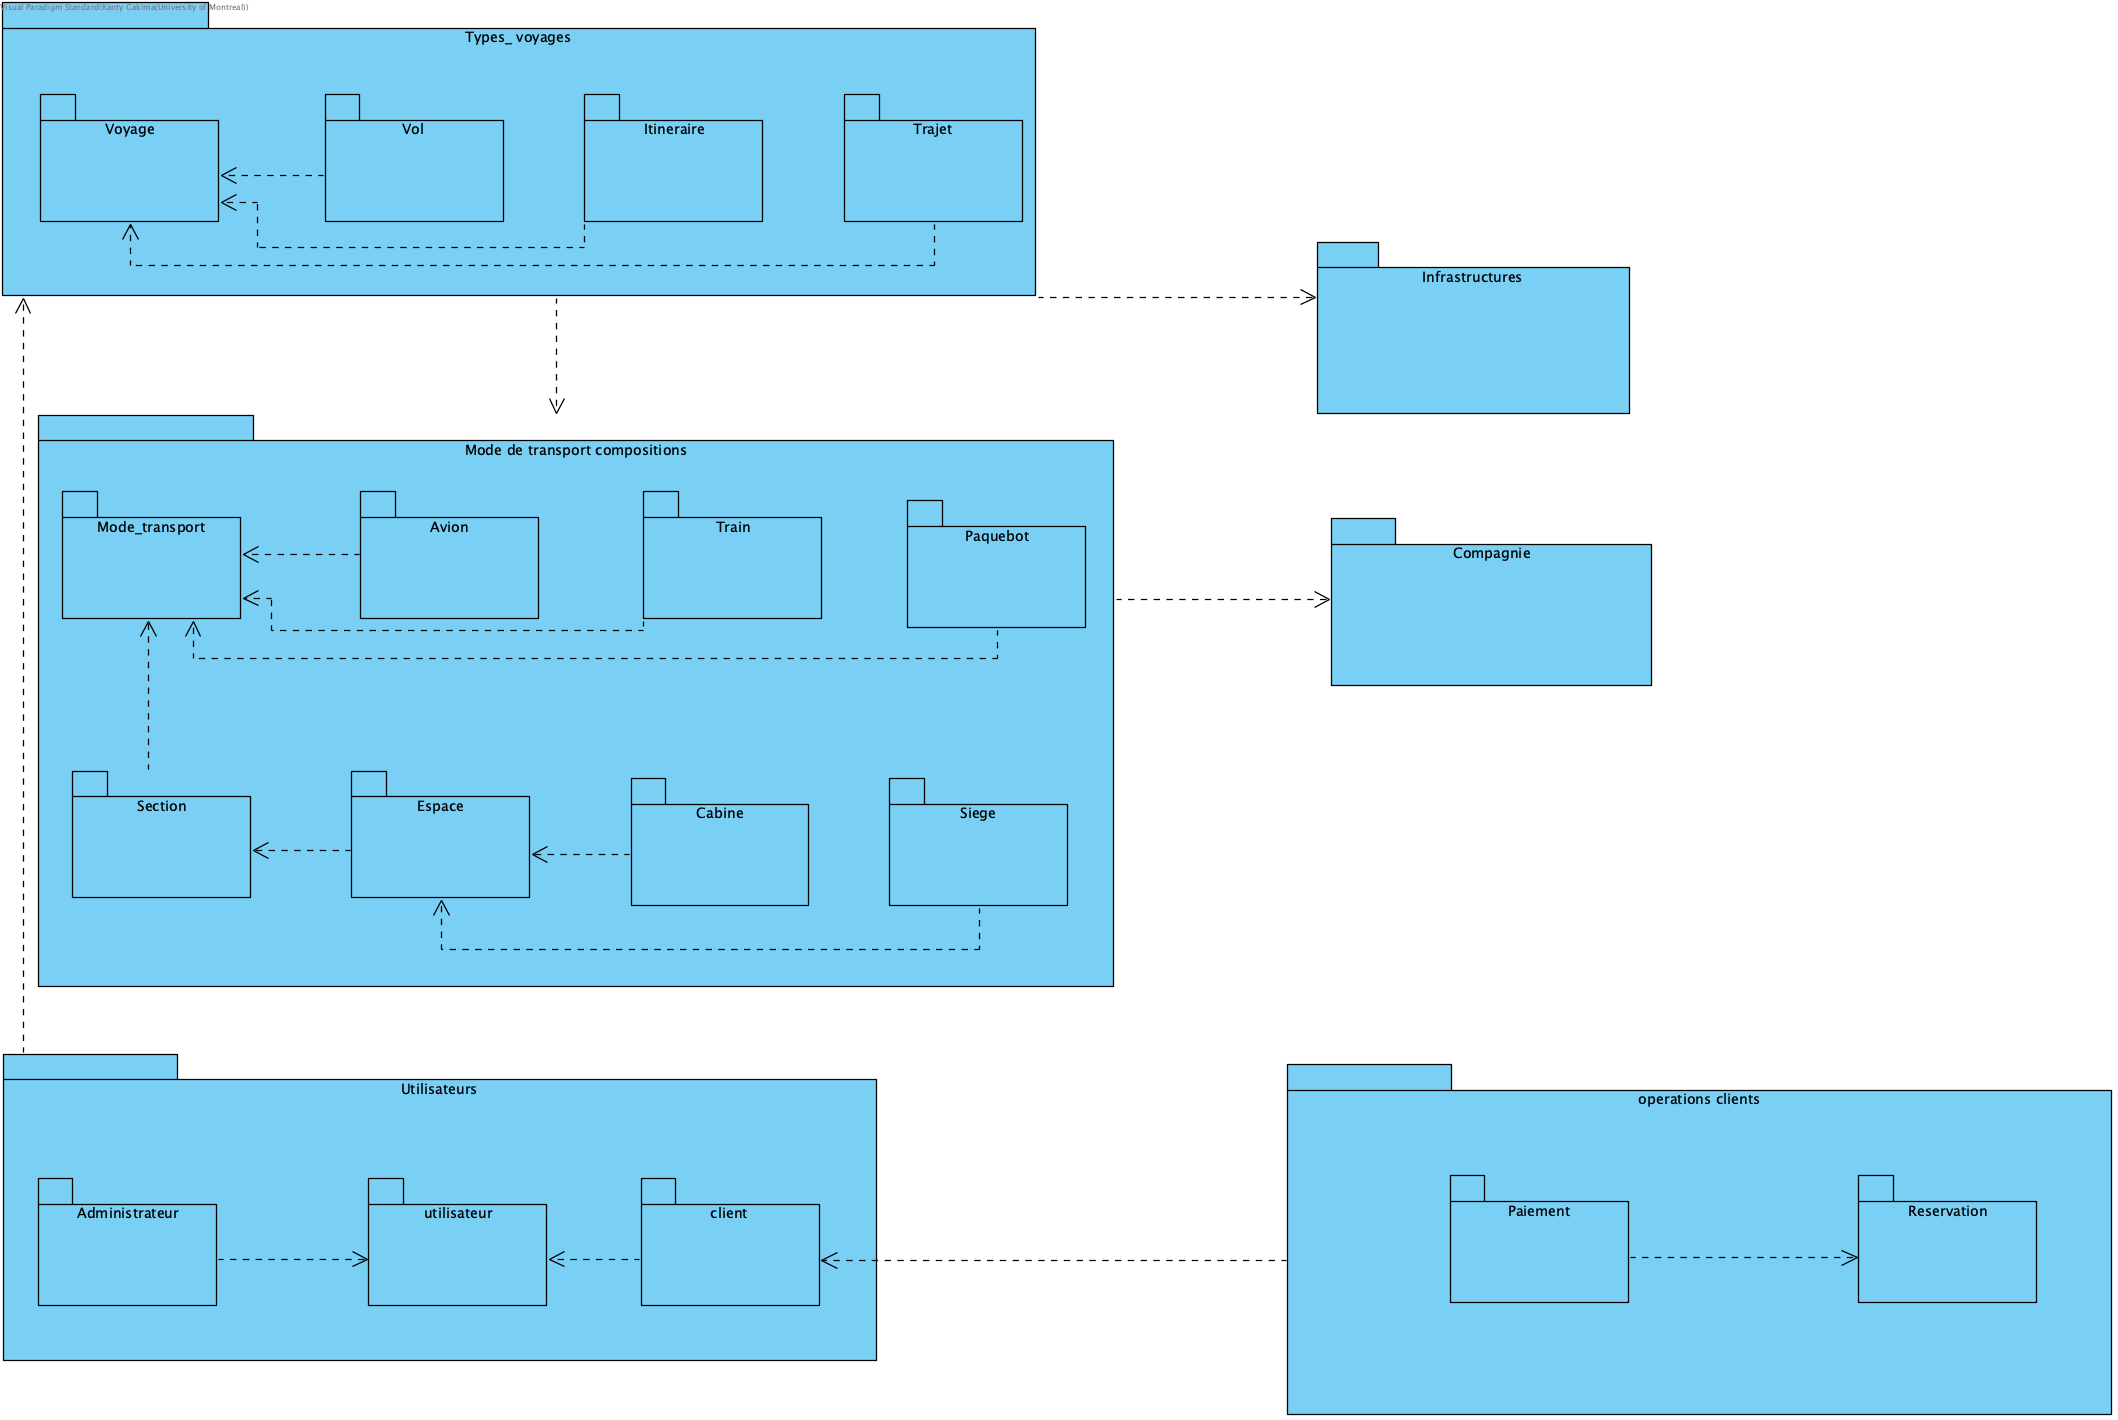 Visual Paradigm Standard(Kanty Gakima(University of Montreal))
Types_ voyages
Voyage
Vol
Itineraire
Trajet
Infrastructures
Mode de transport compositions
Mode_transport
Avion
Train
Paquebot
Compagnie
Section
Espace
Cabine
Siege
Utilisateurs
operations clients
Administrateur
utilisateur
client
Paiement
Reservation